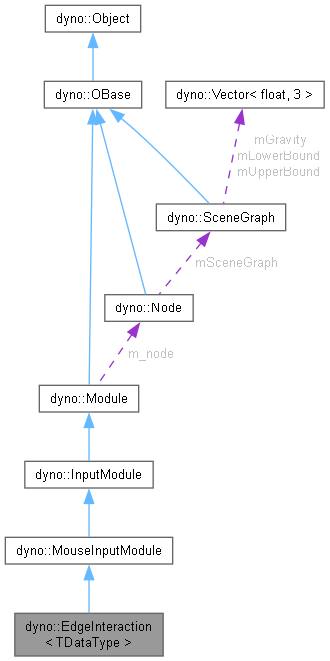 dyno::Object
dyno::OBase
dyno::Vector< float, 3 >
mGravity
mLowerBound
mUpperBound
dyno::SceneGraph
mSceneGraph
dyno::Node
m_node
dyno::Module
dyno::InputModule
dyno::MouseInputModule
dyno::EdgeInteraction
< TDataType >